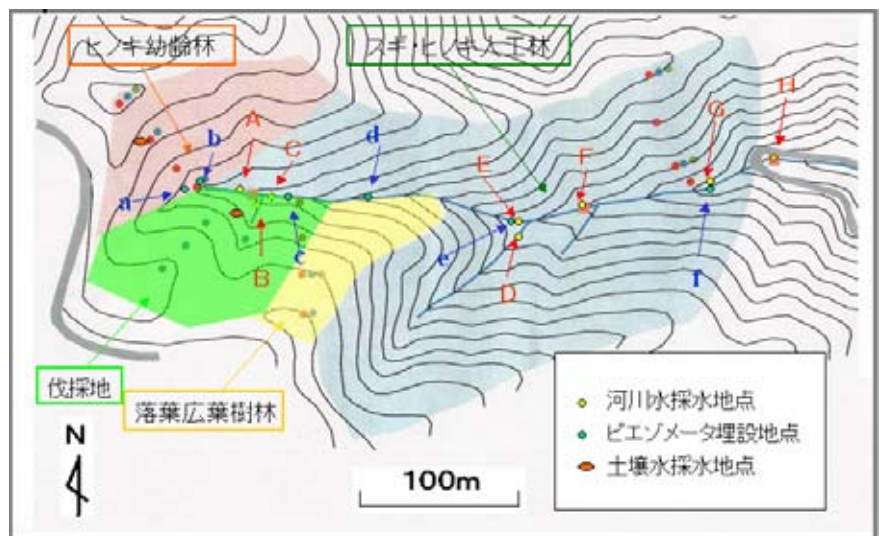 ヒノキ幼齢林
スギ・ヒノキ人工林
A
b
C
d
E
F
G
H
a
B
c
e
D
f
伐採地
落葉広葉樹林
N
100m
河川水採水地点
ピエゾメータ埋設地点
土壌水採水地点